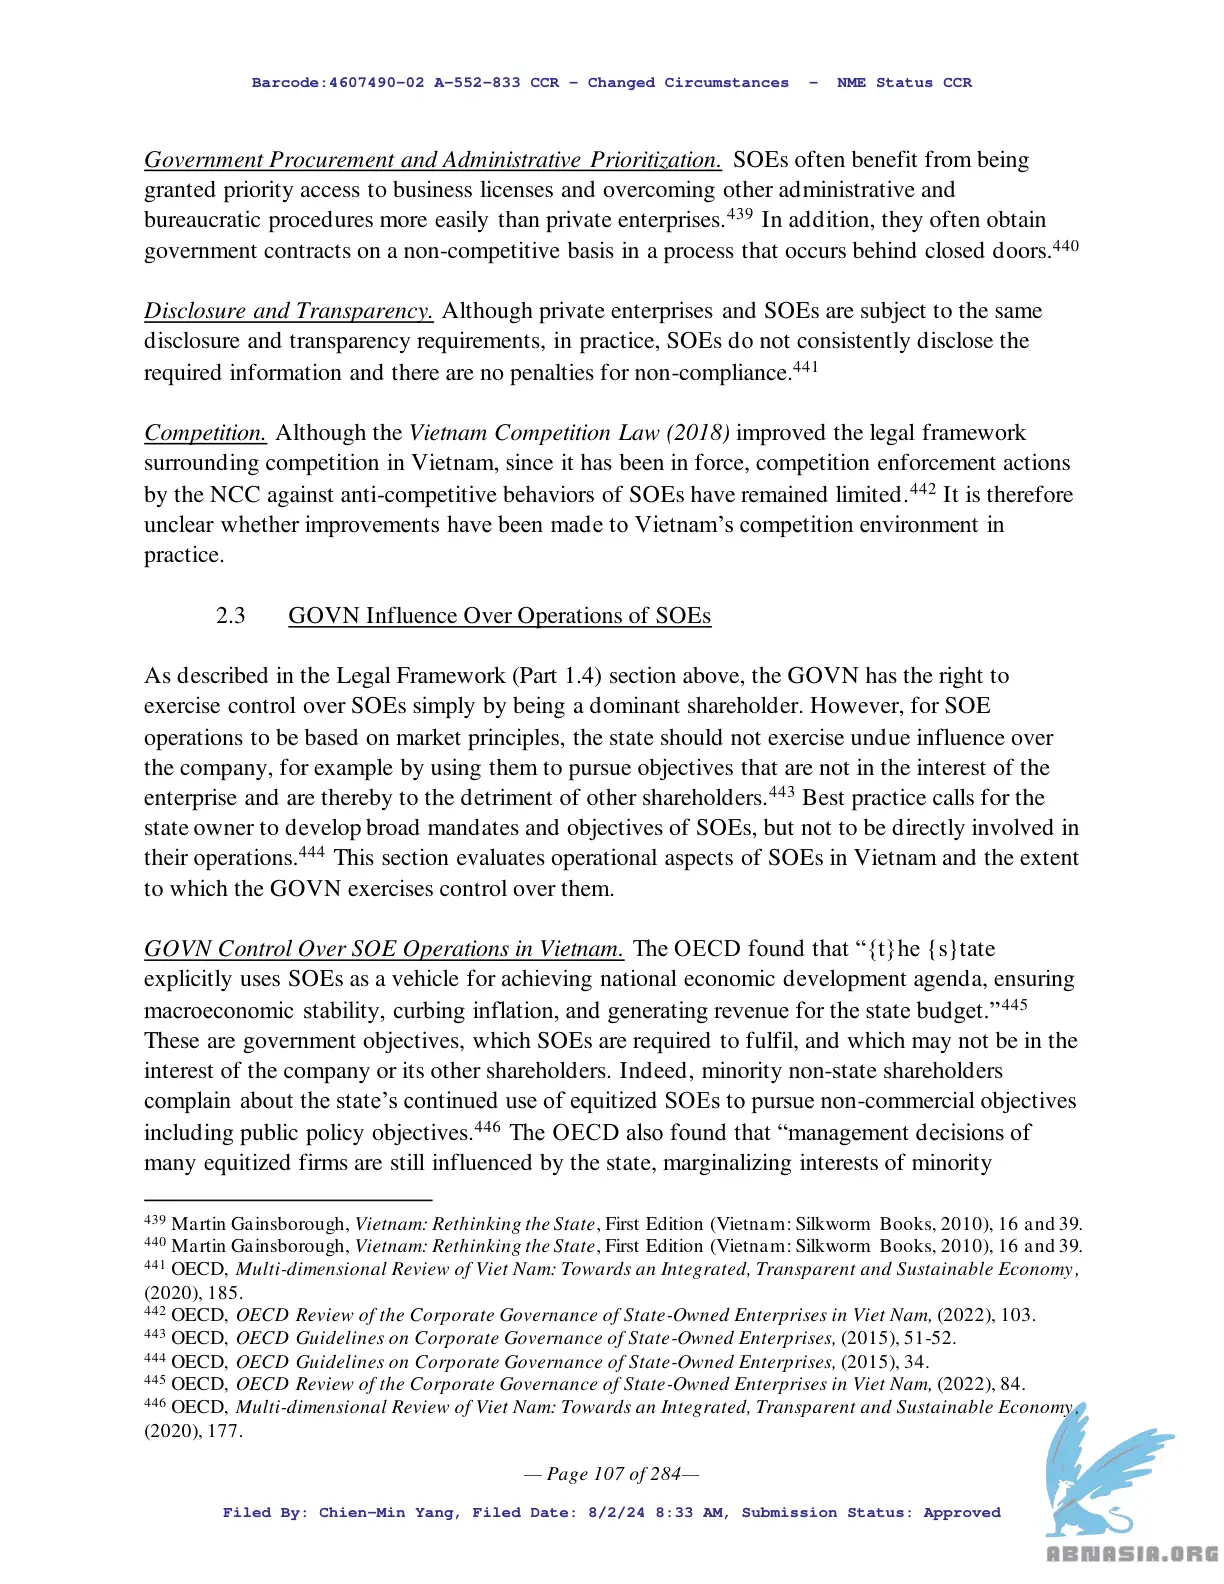 Barcode:4607490-02 A-552-833 CCR - Changed Circumstances - NME Status CCR
Government Procurement and Administrative Prioritization. SOEs often benefit from being
granted priority access to business licenses and overcoming other administrative and
bureaucratic procedures more easily than private enterprises.439 In addition, they often obtain
government contracts on a non-competitive basis in a process that occurs behind closed doors.440
Disclosure and Transparency. Although private enterprises and SOEs are subject to the same
disclosure and transparency requirements, in practice, SOEs do not consistently disclose the
required information and there are no penalties for non-compliance.441
Competition. Although the Vietnam Competition Law (2018) improved the legal framework
surrounding competition in Vietnam, since it has been in force, competition enforcement actions
by the NCC against anti-competitive behaviors of SOEs have remained limited.442 It is therefore
unclear whether improvements have been made to Vietnam’s competition environment in
practice.
2.3 GOVN Influence Over Operations of SOEs
As described in the Legal Framework (Part 1.4) section above, the GOVN has the right to
exercise control over SOEs simply by being a dominant shareholder. However, for SOE
operations to be based on market principles, the state should not exercise undue influence over
the company, for example by using them to pursue objectives that are not in the interest of the
enterprise and are thereby to the detriment of other shareholders.443 Best practice calls for the
state owner to develop broad mandates and objectives of SOEs, but not to be directly involved in
their operations.444 This section evaluates operational aspects of SOEs in Vietnam and the extent
to which the GOVN exercises control over them.
GOVN Control Over SOE Operations in Vietnam. The OECD found that “{t}he {s}tate
explicitly uses SOEs as a vehicle for achieving national economic development agenda, ensuring
macroeconomic stability, curbing inflation, and generating revenue for the state budget.”445
These are government objectives, which SOEs are required to fulfil, and which may not be in the
interest of the company or its other shareholders. Indeed, minority non-state shareholders
complain about the state’s continued use of equitized SOEs to pursue non-commercial objectives
including public policy objectives.446 The OECD also found that “management decisions of
many equitized firms are still influenced by the state, marginalizing interests of minority
439 Martin Gainsborough, Vietnam: Rethinking the State, First Edition (Vietnam: Silkworm Books, 2010), 16 and 39.
440 Martin Gainsborough, Vietnam: Rethinking the State, First Edition (Vietnam: Silkworm Books, 2010), 16 and 39.
441 OECD, Multi-dimensional Review of Viet Nam: Towards an Integrated, Transparent and Sustainable Economy,
(2020), 185.
442 OECD, OECD Review of the Corporate Governance of State-Owned Enterprises in Viet Nam, (2022), 103.
443 OECD, OECD Guidelines on Corporate Governance of State-Owned Enterprises, (2015), 51-52.
444 OECD, OECD Guidelines on Corporate Governance of State-Owned Enterprises, (2015), 34.
445 OECD, OECD Review of the Corporate Governance of State-Owned Enterprises in Viet Nam, (2022), 84.
446 OECD, Multi-dimensional Review of Viet Nam: Towards an Integrated, Transparent and Sustainable Economy,
(2020), 177.
— Page 107 of 284—
Filed By: Chien-Min Yang, Filed Date: 8/2/24 8:33 AM, Submission Status: Approved
ABNASIA.ORG